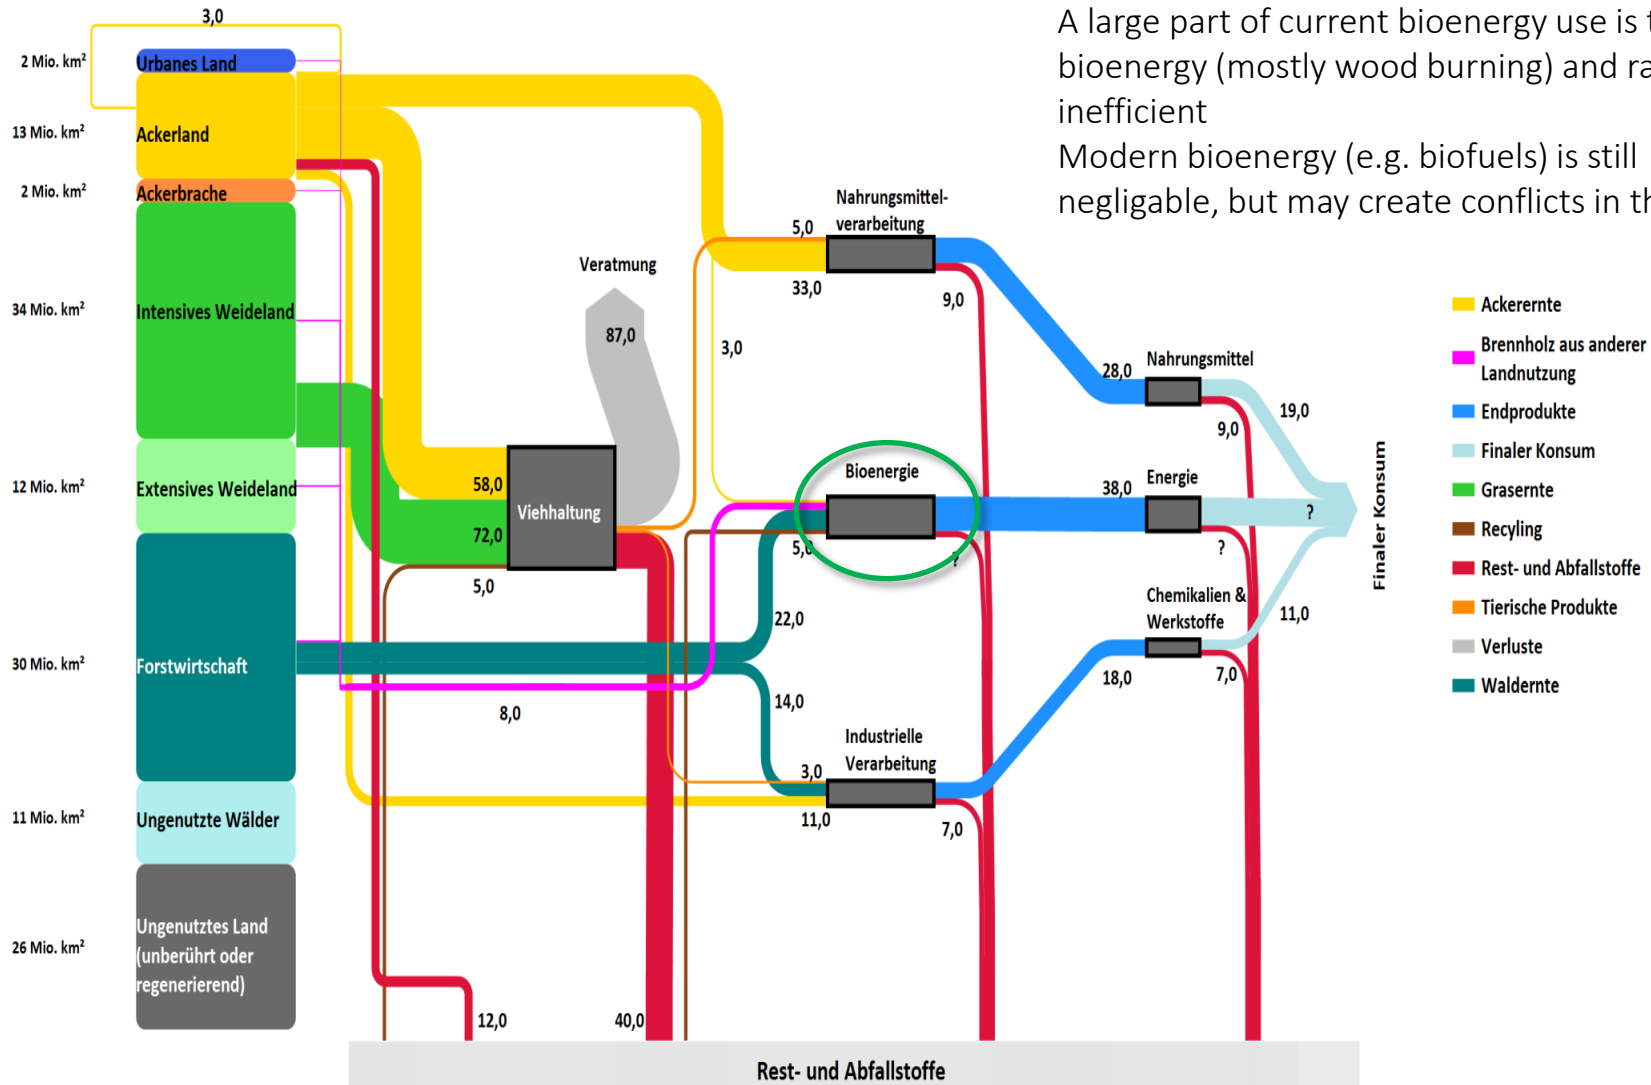 A large part of current bioenergy use is
bioenergy (mostly wood burning) and
inefficient
Modern bioenergy (e.g. biofuels) is still
negligable, but may create conflicts in
3,0
2 Mio. km²
Urbanes Land
13 Mio. km²
Ackerland
2 Mio. km²
Ackerbrache
34 Mio. km²
Intensives Weideland
12 Mio. km²
Extensives Weideland
30 Mio. km²
Forstwirtschaft
11 Mio. km²
Ungenutzte Wälder
26 Mio. km²
Ungenutztes Land
(unberührt oder
regenerierend)
Veratmung
87,0
58,0
72,0
5,0
Viehhaltung
8,0
12,0
40,0
Nahrungsmittel-
verarbeitung
5,0
33,0
9,0
3,0
Bioenergie
5,0
?
22,0
14,0
Industrielle
Verarbeitung
3,0
11,0
7,0
Nahrungsmittel
28,0
19,0
9,0
Energie
38,0
?
?
Chemikalien &
Werkstoffe
18,0
11,0
7,0
Finaler Konsum
Ackerernte
Brennholz aus anderer
Landnutzung
Endprodukte
Finaler Konsum
Grasernte
Recyling
Rest- und Abfallstoffe
Tierische Produkte
Verluste
Waldernte
Rest- und Abfallstoffe